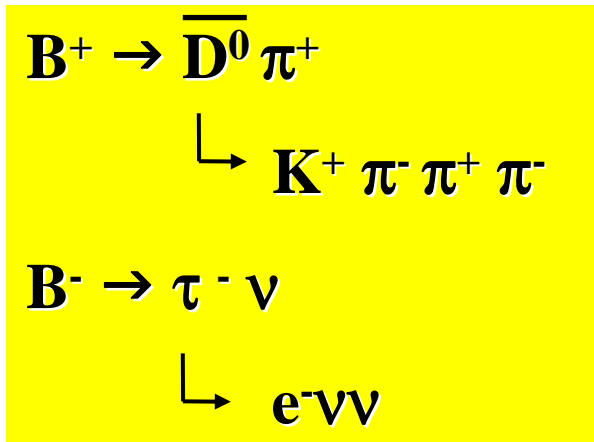 B⁺ → D̅⁰ π⁺
K⁺ π⁻ π⁺ π⁻
B⁻ → τ⁻ ν
e⁻νν